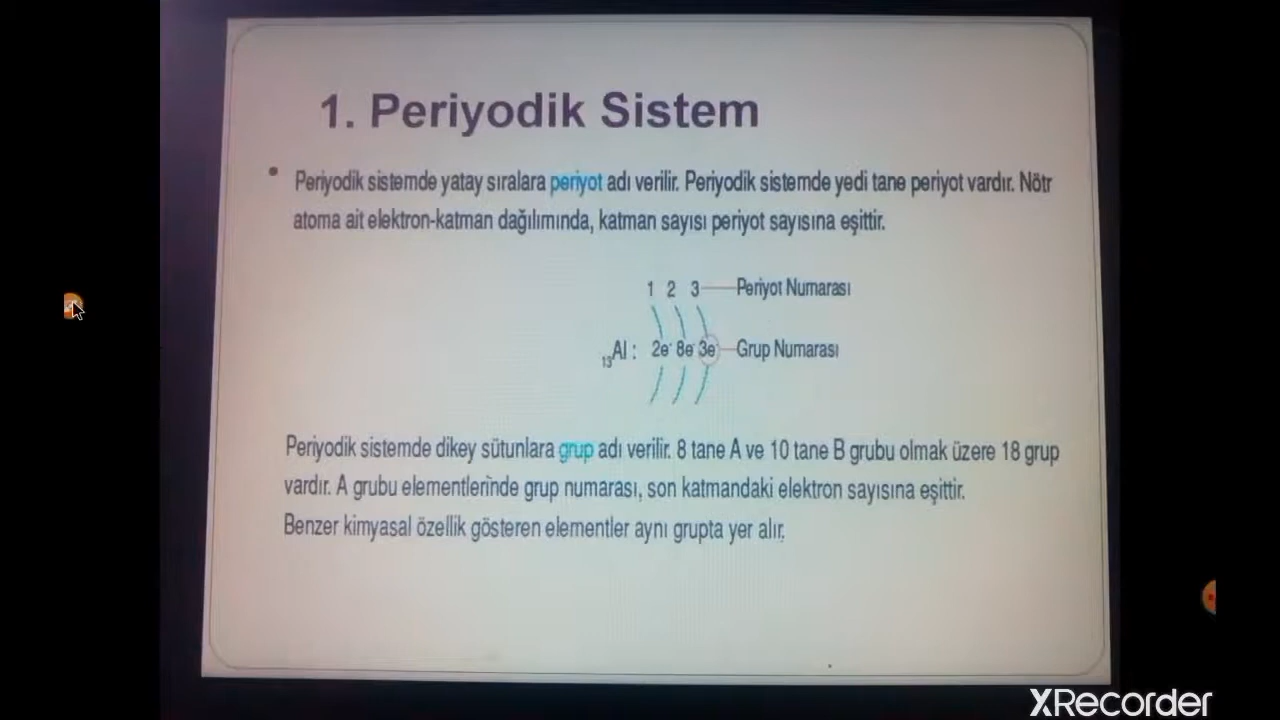 1. Periyodik Sistem
• Periyodik sistemde yatay sıralara periyot adı verilir. Periyodik sistemde yedi tane periyot vardır. Nötr
atoma ait elektron-katman dağılımında, katman sayısı periyot sayısına eşittir.
1 2 3 Periyot Numarası
₁₃Al : 2e⁻ 8e⁻ 3e⁻ Grup Numarası
Periyodik sistemde dikey sütunlara grup adı verilir. 8 tane A ve 10 tane B grubu olmak üzere 18 grup
vardır. A grubu elementlerinde grup numarası, son katmandaki elektron sayısına eşittir.
Benzer kimyasal özellik gösteren elementler aynı grupta yer alır.
XRecorder